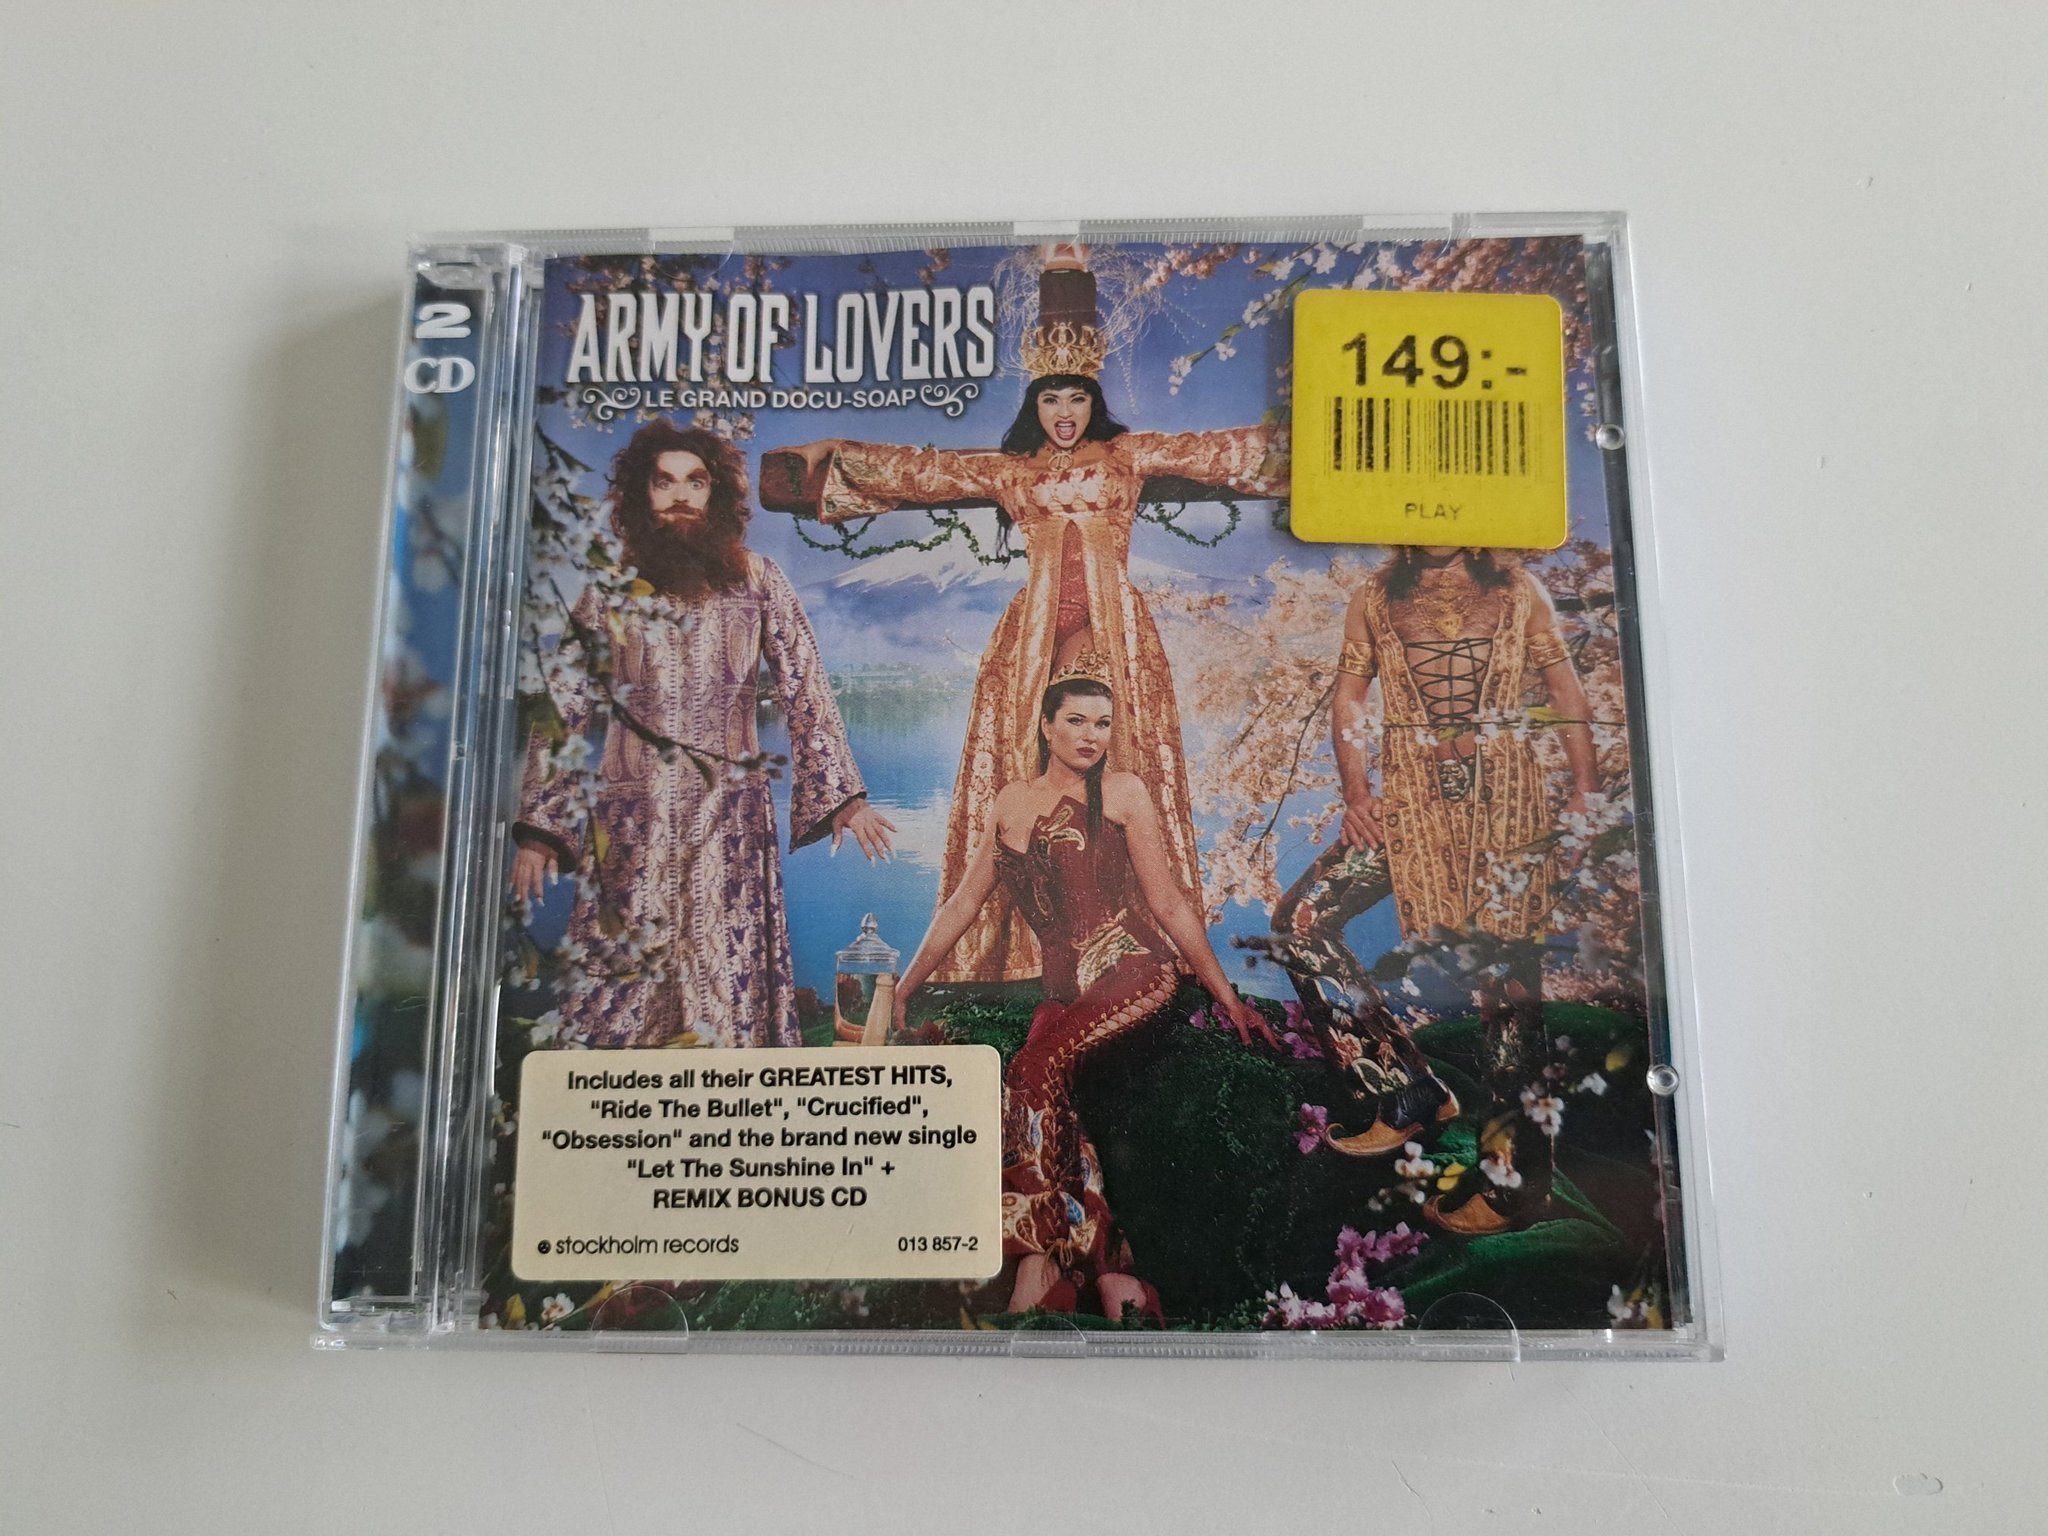 2
CD
ARMY OF LOVERS
LE GRAND DOCU-SOAP
149:-
PLAY
Includes all their GREATEST HITS,
"Ride The Bullet", "Crucified",
"Obsession" and the brand new single
"Let The Sunshine In" +
REMIX BONUS CD
stockholm records
013 857-2